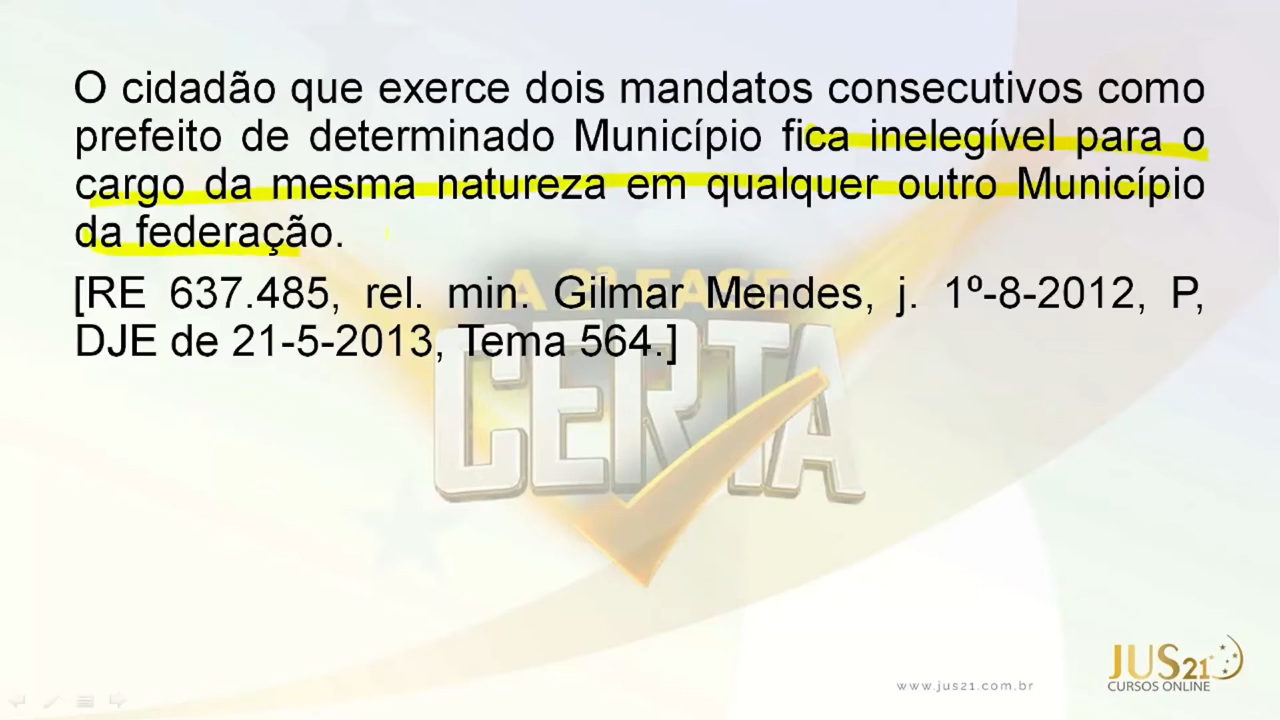 O cidadão que exerce dois mandatos consecutivos como
prefeito de determinado Município fica inelegível para o
cargo da mesma natureza em qualquer outro Município
da federação.
[RE 637.485, rel. min. Gilmar Mendes, j. 1º-8-2012, P,
DJE de 21-5-2013, Tema 564.]
A 2ª FASE
CERTA
www.jus21.com.br
JUS21
CURSOS ONLINE